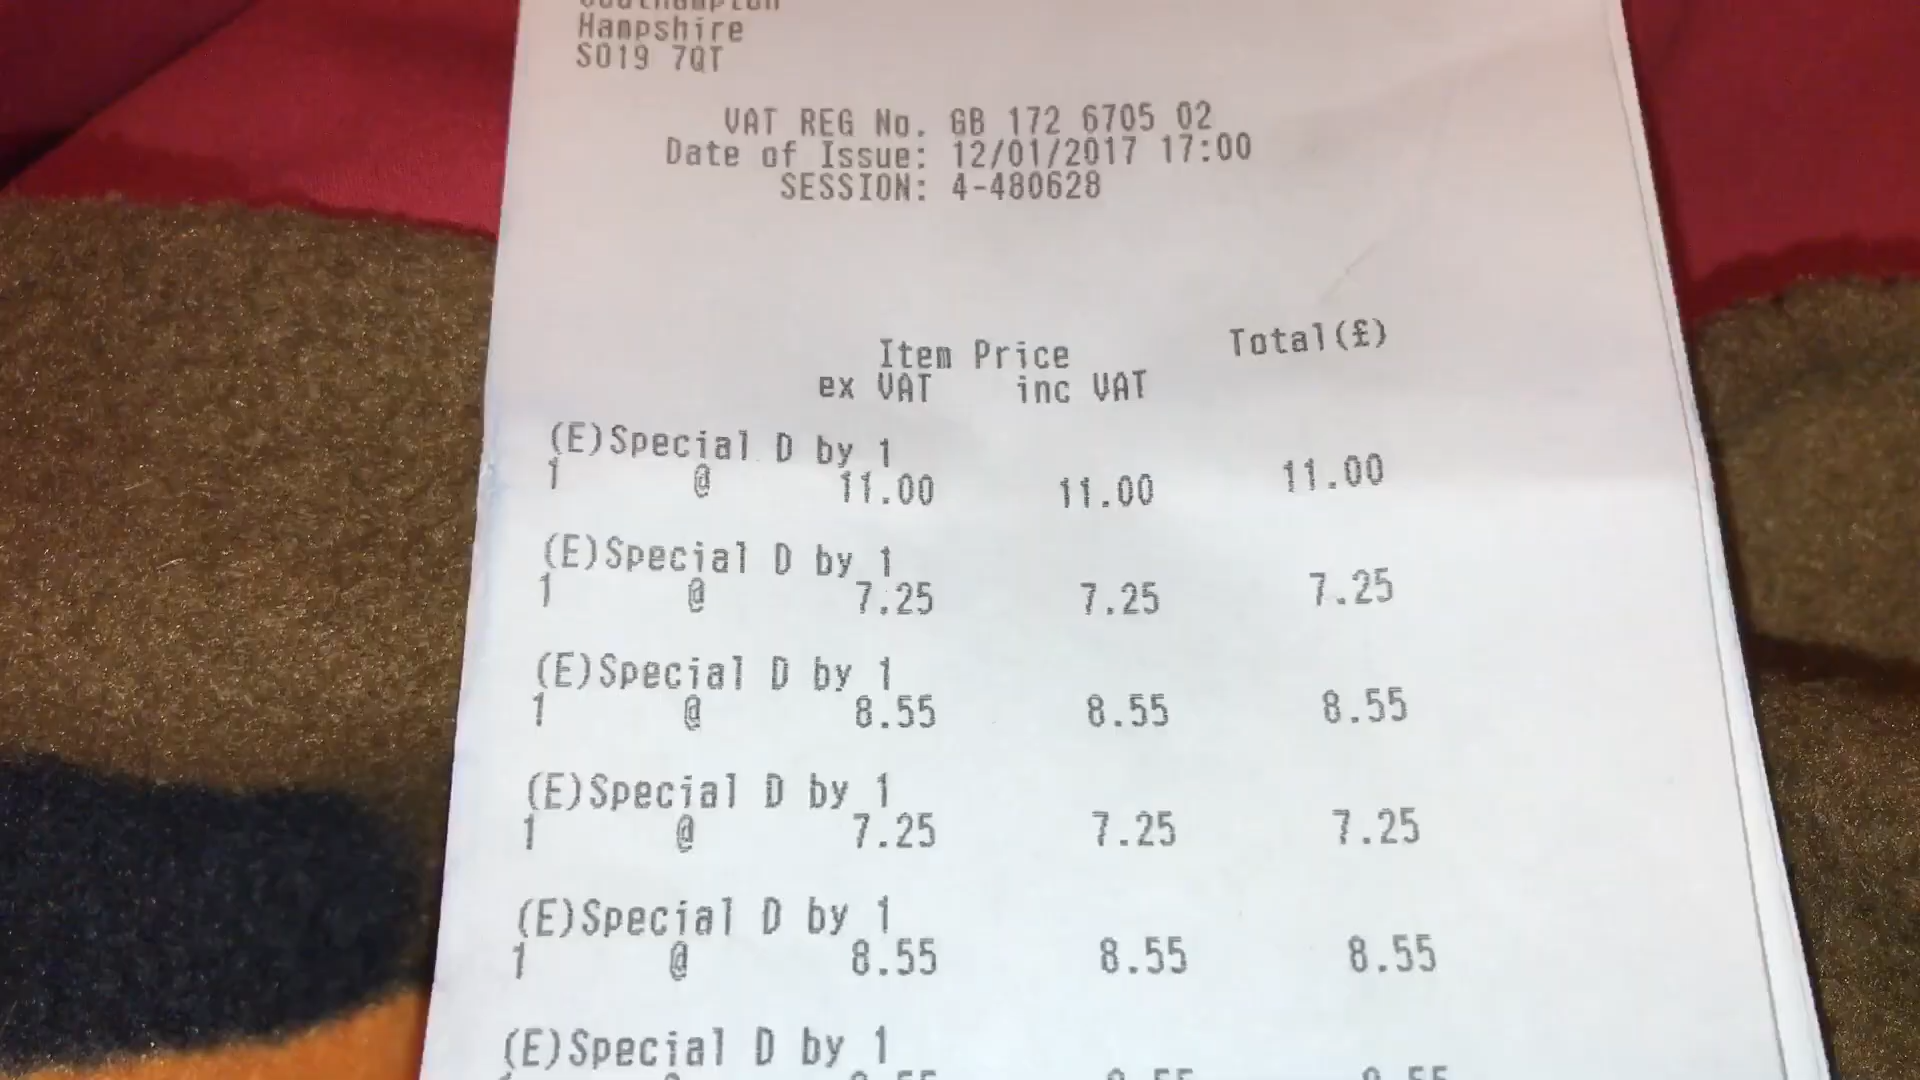 Southampton
Hampshire
SO19 7QT
VAT REG No. GB 172 6705 02
Date of Issue: 12/01/2017 17:00
SESSION: 4-480628
Item Price Total(£)
ex VAT inc VAT
(E)Special D by 1
1 @ 11.00 11.00 11.00
(E)Special D by 1
1 @ 7.25 7.25 7.25
(E)Special D by 1
1 @ 8.55 8.55 8.55
(E)Special D by 1
1 @ 7.25 7.25 7.25
(E)Special D by 1
1 @ 8.55 8.55 8.55
(E)Special D by 1